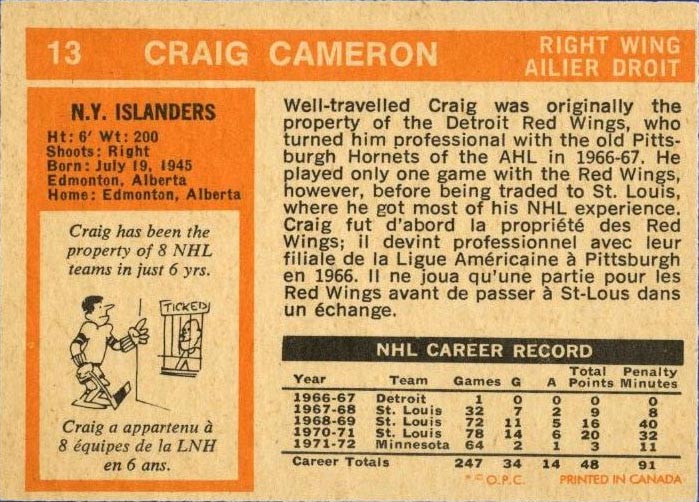 13 CRAIG CAMERON RIGHT WING
AILIER DROIT
N.Y. ISLANDERS
Ht: 6' Wt: 200
Shoots: Right
Born: July 19, 1945
Edmonton, Alberta
Home: Edmonton, Alberta
Craig has been the
property of 8 NHL
teams in just 6 yrs.
TICKETS
Craig a appartenu à
8 équipes de la LNH
en 6 ans.
Well-travelled Craig was originally the
property of the Detroit Red Wings, who
turned him professional with the old Pitts-
burgh Hornets of the AHL in 1966-67. He
played only one game with the Red Wings,
however, before being traded to St. Louis,
where he got most of his NHL experience.
Craig fut d'abord la propriété des Red
Wings; il devint professionnel avec leur
filiale de la Ligue Américaine à Pittsburgh
en 1966. Il ne joua qu'une partie pour les
Red Wings avant de passer à St-Lous dans
un échange.
NHL CAREER RECORD
Year Team Games G A Total Points Penalty Minutes
1966-67 Detroit 1 0 0 0 0
1967-68 St. Louis 32 7 2 9 8
1968-69 St. Louis 72 11 5 16 40
1970-71 St. Louis 78 14 6 20 32
1971-72 Minnesota 64 2 1 3 11
Career Totals 247 34 14 48 91
*© O.P.C. PRINTED IN CANADA